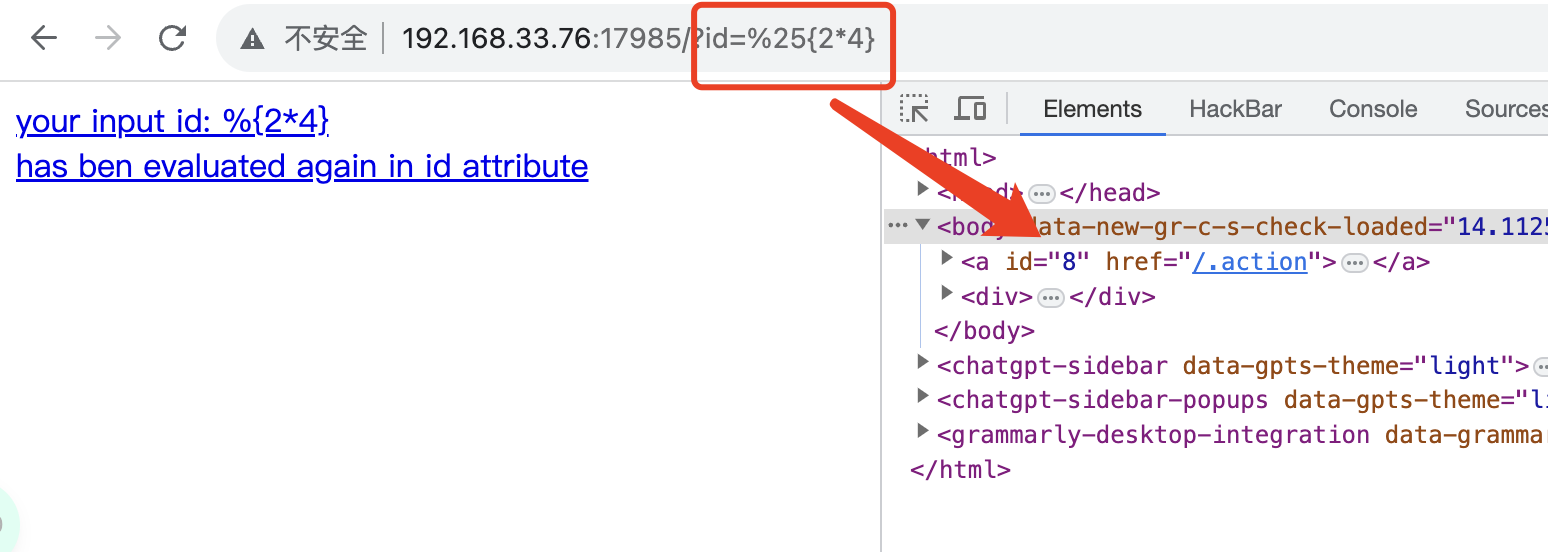 不安全 192.168.33.76:17985/?id=%25{2*4}
your input id: %{2*4}
has ben evaluated again in id attribute
Elements HackBar Console Sources
html>
</head>
data-new-gr-c-s-check-loaded="14.1125
<a id="8" href="/.action"> ••• </a>
<div> ••• </div>
</body>
<chatgpt-sidebar data-gpts-theme="light">
<chatgpt-sidebar-popups data-gpts-theme="li
<grammarly-desktop-integration data-grammar
</html>